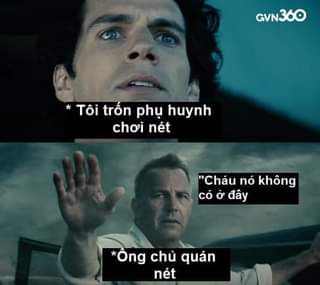 GVN360
* Tôi trốn phụ huynh
chơi nét
"Cháu nó không
có ở đây
*Ông chủ quán
nét